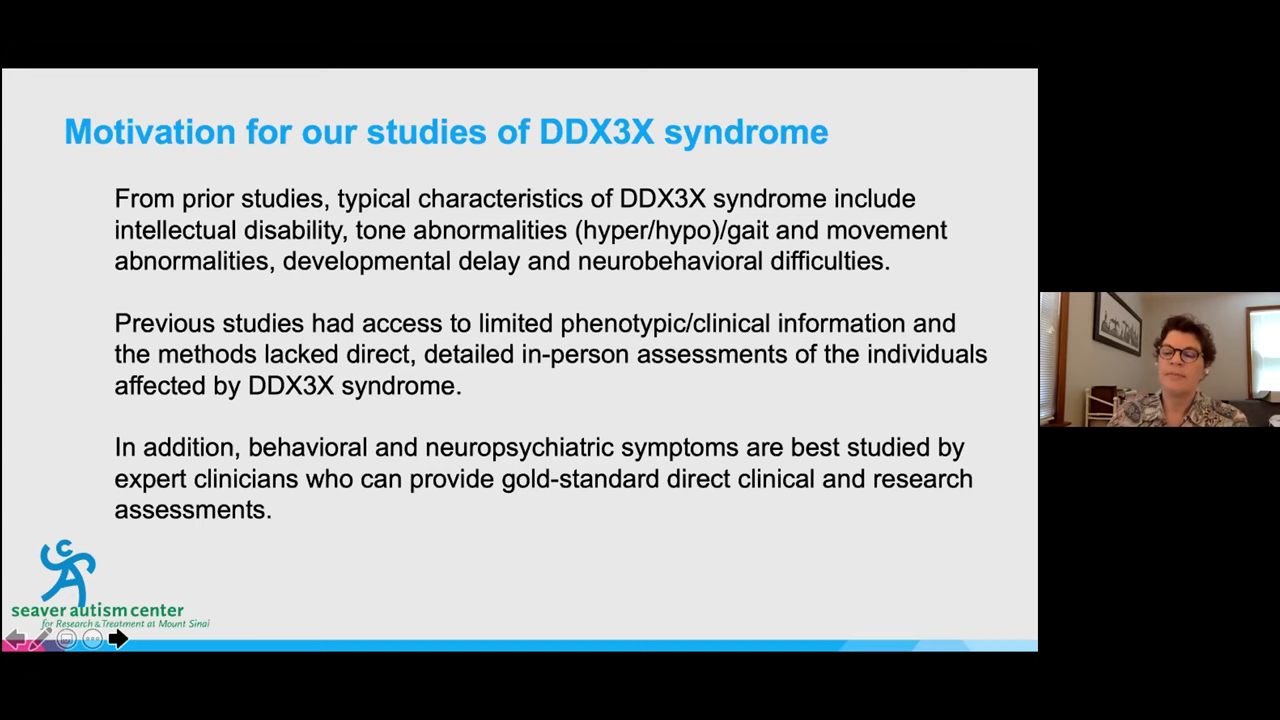 Motivation for our studies of DDX3X syndrome
From prior studies, typical characteristics of DDX3X syndrome include
intellectual disability, tone abnormalities (hyper/hypo)/gait and movement
abnormalities, developmental delay and neurobehavioral difficulties.
Previous studies had access to limited phenotypic/clinical information and
the methods lacked direct, detailed in-person assessments of the individuals
affected by DDX3X syndrome.
In addition, behavioral and neuropsychiatric symptoms are best studied by
expert clinicians who can provide gold-standard direct clinical and research
assessments.
seaver autism center
for Research & Treatment at Mount Sinai